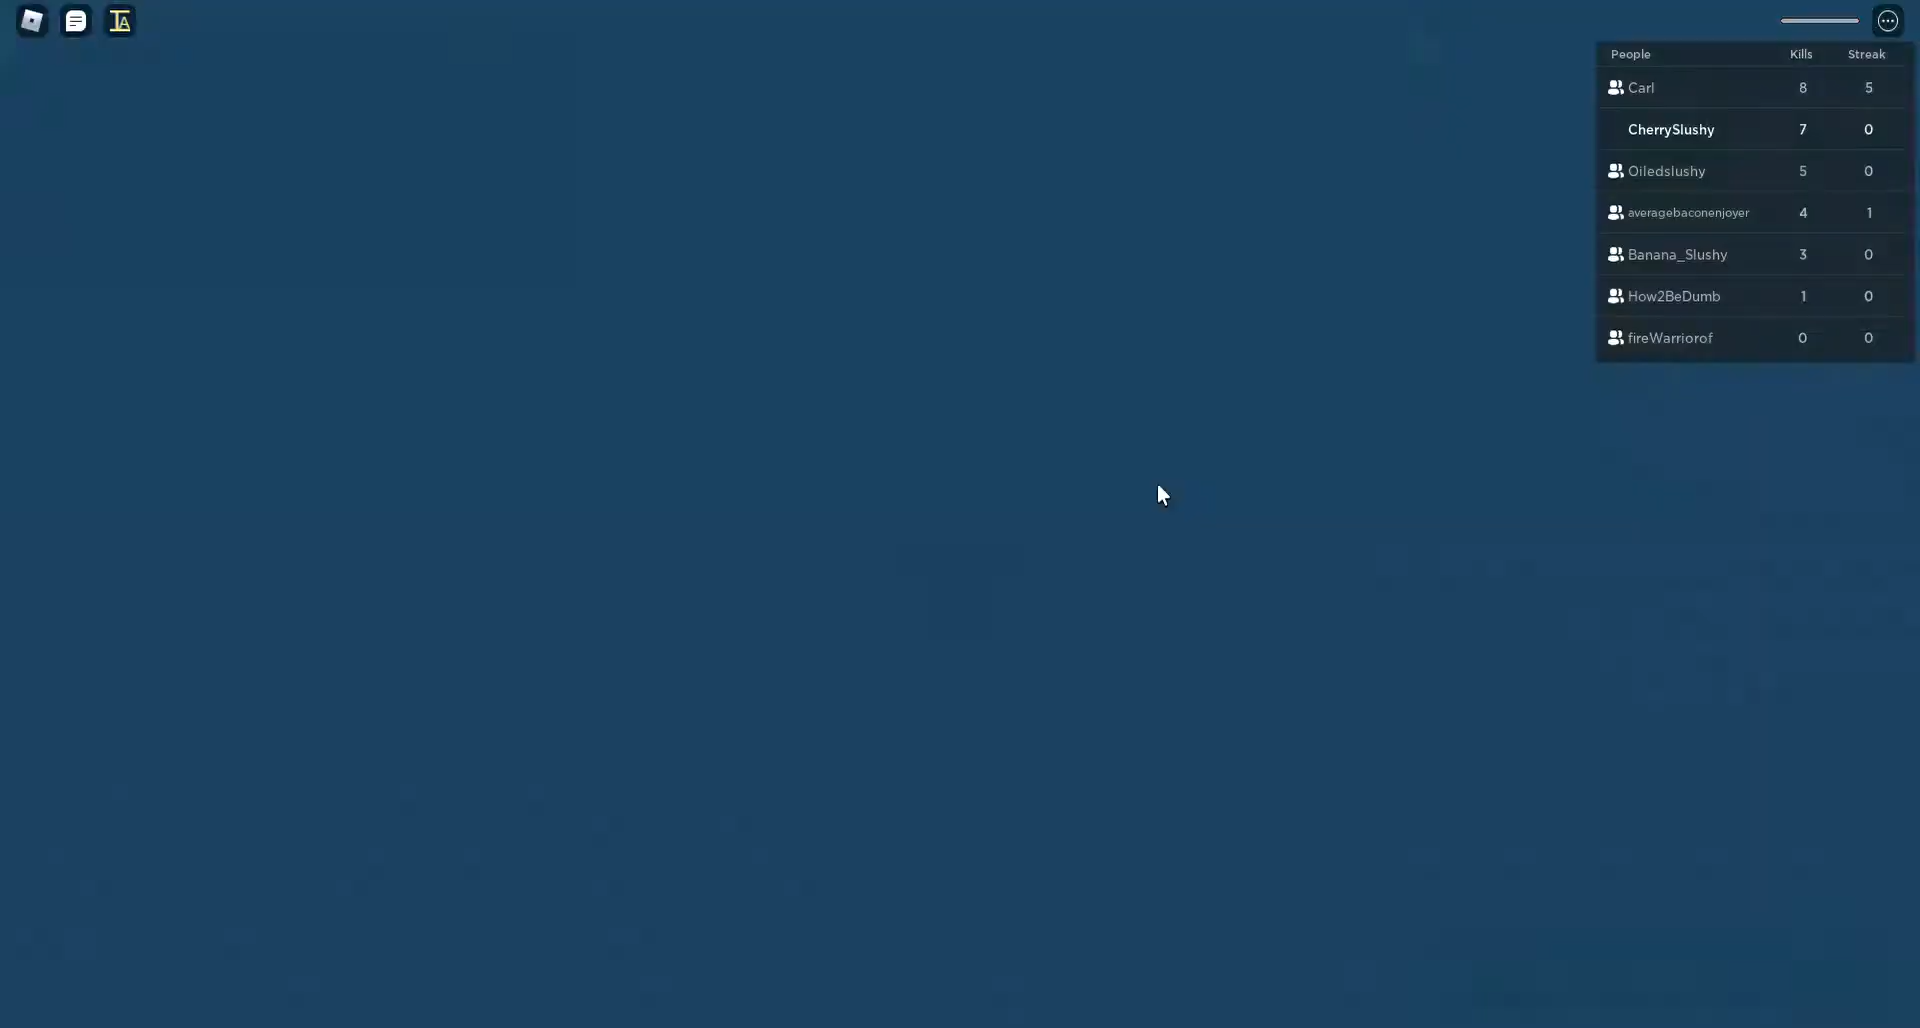 IA
People Kills Streak
Carl 8 5
CherrySlushy 7 0
Oiledslushy 5 0
averagebaconenjoyer 4 1
Banana_Slushy 3 0
How2BeDumb 1 0
fireWarriorof 0 0